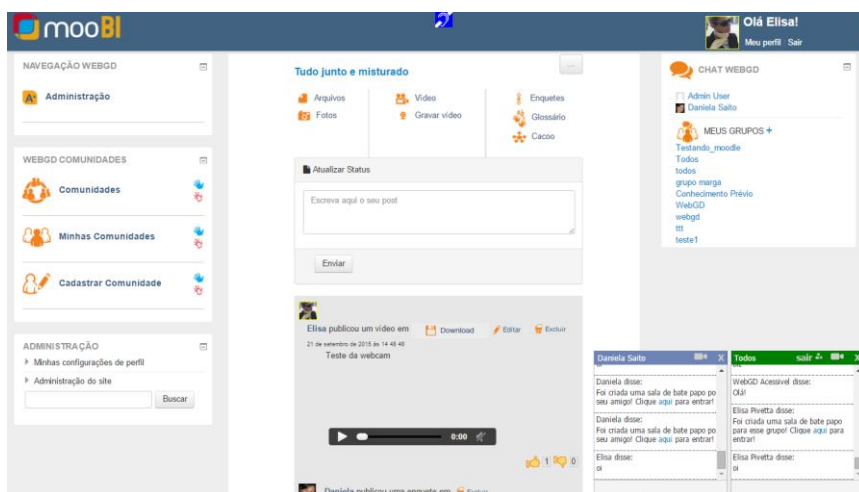 mooBI
Olá Elisa!
Meu perfil Sair
NAVEGAÇÃO WEBGD
Administração
WEBGD COMUNIDADES
Comunidades
Minhas Comunidades
Cadastrar Comunidade
ADMINISTRAÇÃO
Minhas configurações de perfil
Administração do site
Buscar
Tudo junto e misturado
...
Arquivos
Video
Enquetes
Fotos
Gravar video
Glossário
Cacoo
Atualizar Status
Escreva aqui o seu post
Enviar
Elisa publicou um vídeo em
Download
Editar
Excluir
21 de setembro de 2015 às 14 48 48
Teste da webcam
0:00
1
0
Daniela publicou uma enquete em
Excluir
CHAT WEBGD
Admin User
Daniela Saito
MEUS GRUPOS +
Testando_moodle
Todos
todos
grupo marga
Conhecimento Prévio
WebGD
webgd
ttt
teste1
Daniela Saito X
Daniela disse:
Foi criada uma sala de bate papo po
seu amigo! Clique aqui para entrar!
Daniela disse:
Foi criada uma sala de bate papo po
seu amigo! Clique aqui para entrar!
Elisa disse:
oi
Todos sair X
WebGD Acessivel disse:
Olá!
Elisa Pivetta disse:
Foi criada uma sala de bate papo
para esse grupo! Clique aqui para
entrar!
Elisa Pivetta disse:
oi